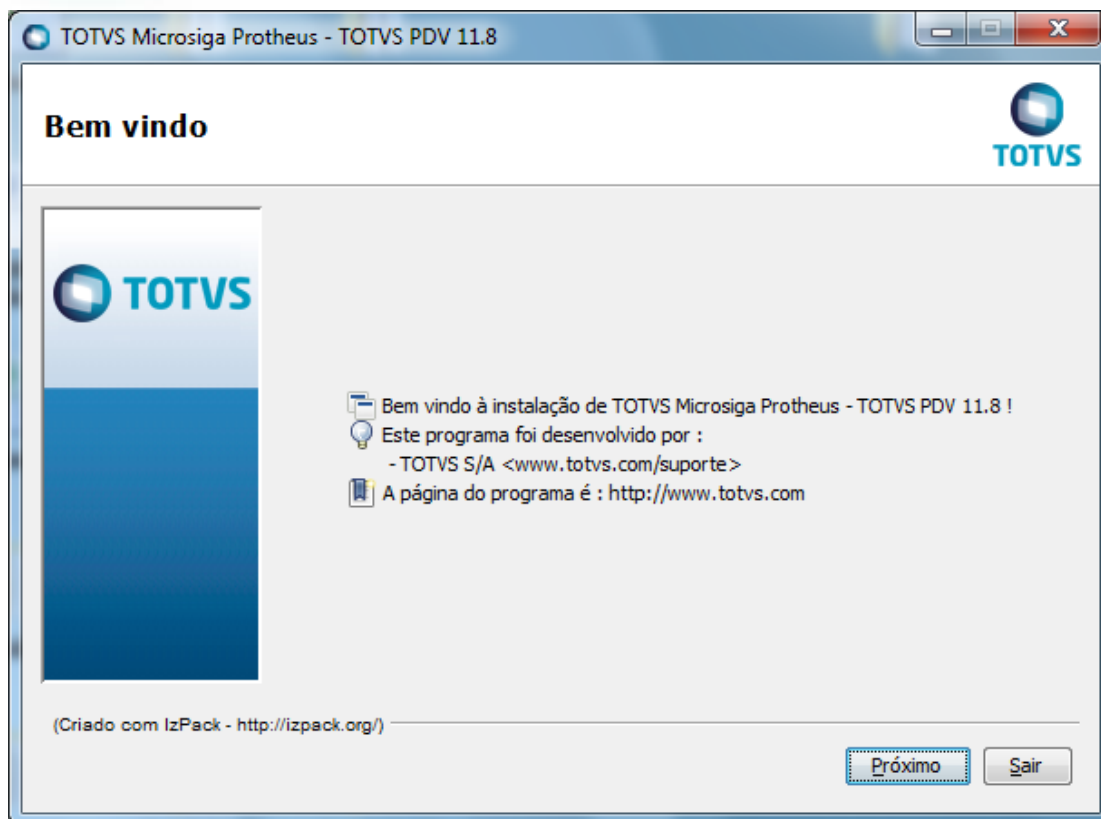 TOTVS Microsiga Protheus - TOTVS PDV 11.8
Bem vindo
TOTVS
TOTVS
Bem vindo à instalação de TOTVS Microsiga Protheus - TOTVS PDV 11.8 !
Este programa foi desenvolvido por :
- TOTVS S/A <www.totvs.com/suporte>
A página do programa é : http://www.totvs.com
(Criado com IzPack - http://izpack.org/)
Próximo
Sair